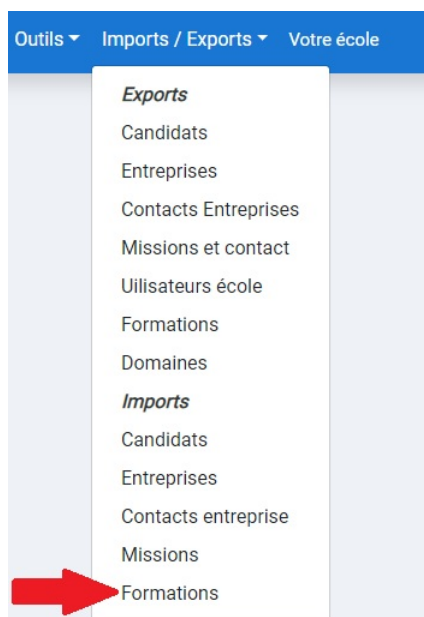 Outils Imports / Exports Votre école
Exports
Candidats
Entreprises
Contacts Entreprises
Missions et contact
Uilisateurs école
Formations
Domaines
Imports
Candidats
Entreprises
Contacts entreprise
Missions
Formations